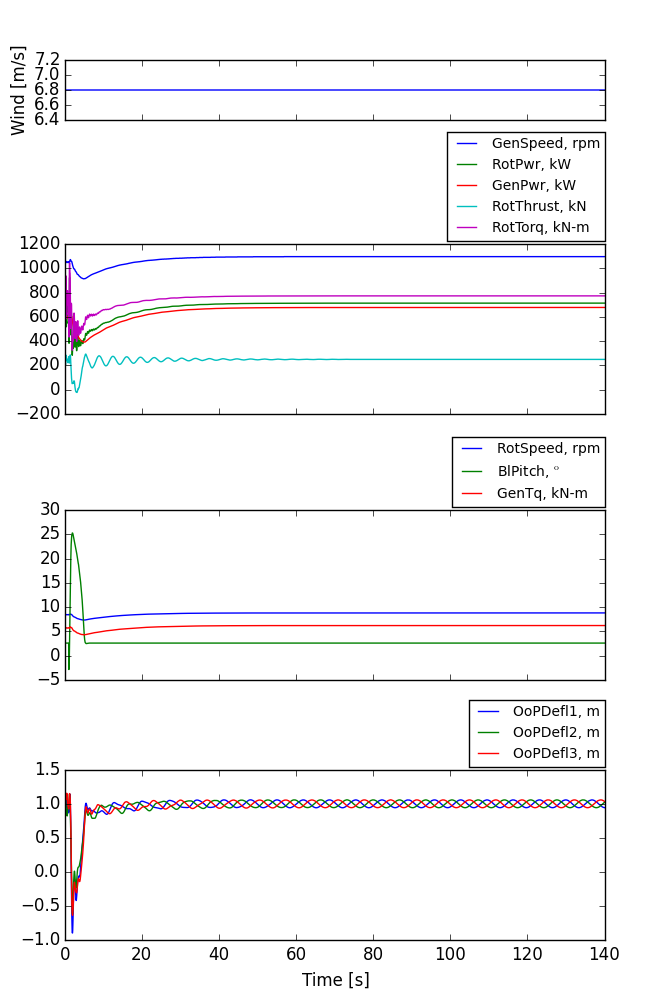 Wind [m/s]
7.2
7.0
6.8
6.6
6.4
GenSpeed, rpm
RotPwr, kW
GenPwr, kW
RotThrust, kN
RotTorq, kN-m
1200
1000
800
600
400
200
0
−200
RotSpeed, rpm
BlPitch, °
GenTq, kN-m
30
25
20
15
10
5
0
−5
OoPDefl1, m
OoPDefl2, m
OoPDefl3, m
1.5
1.0
0.5
0.0
−0.5
−1.0
0 20 40 60 80 100 120 140
Time [s]